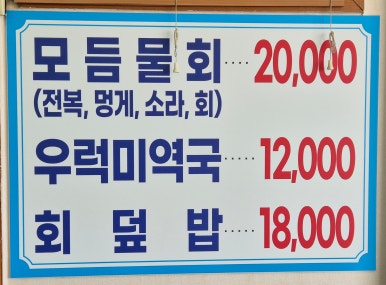 모듬물회···· 20,000
(전복, 멍게, 소라, 회)
우럭미역국····· 12,000
회 덮 밥····· 18,000